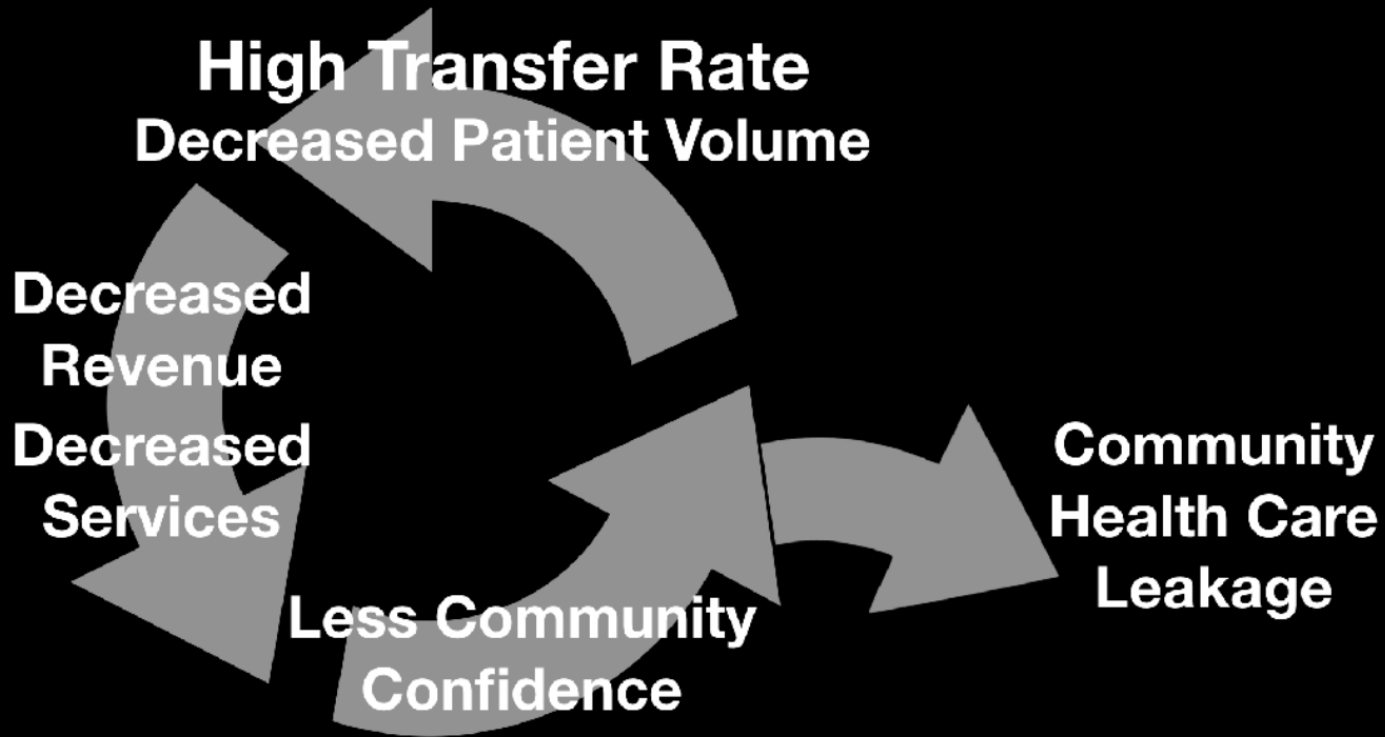 High Transfer Rate
Decreased Patient Volume
Decreased
Revenue
Decreased
Services
Less Community
Confidence
Community
Health Care
Leakage